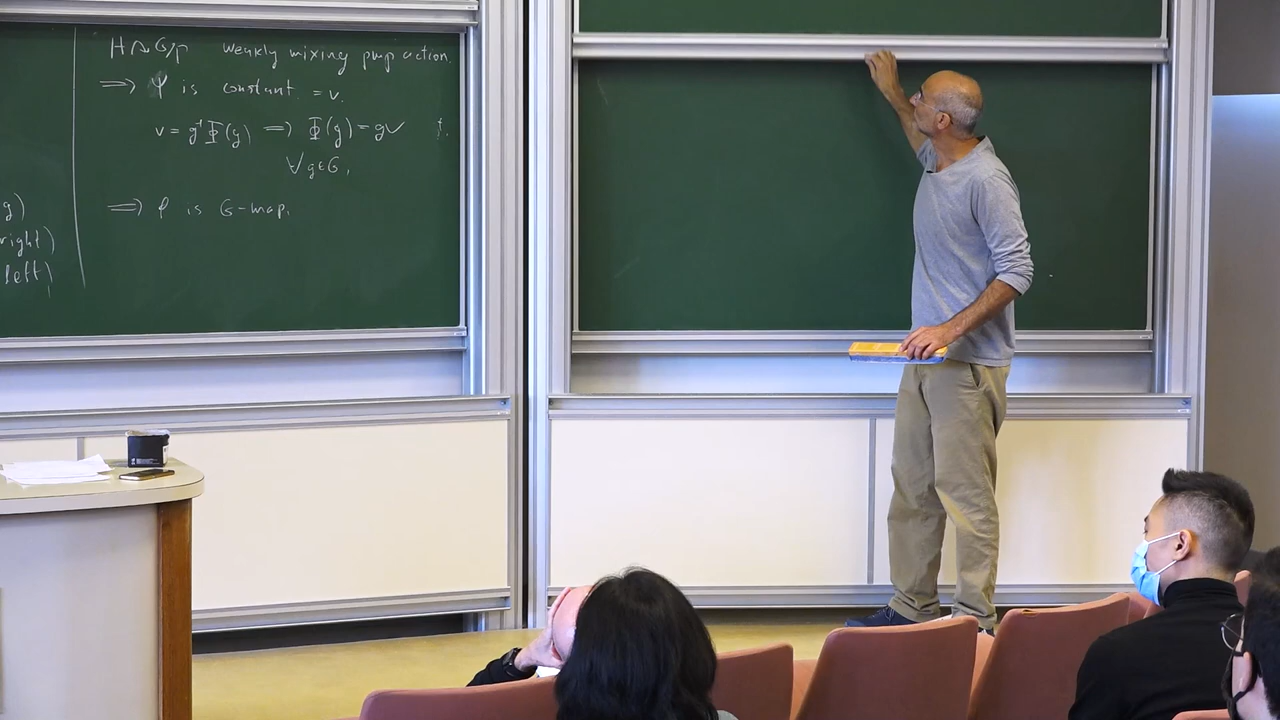 H ↷ G/Γ weakly mixing pmp action.
⟹ φ is constant. = v.
v = g⁻¹Φ(g) ⟹ Φ(g) = gv
∀ g∈G,
⟹ φ is G-map.
g)
right)
left)